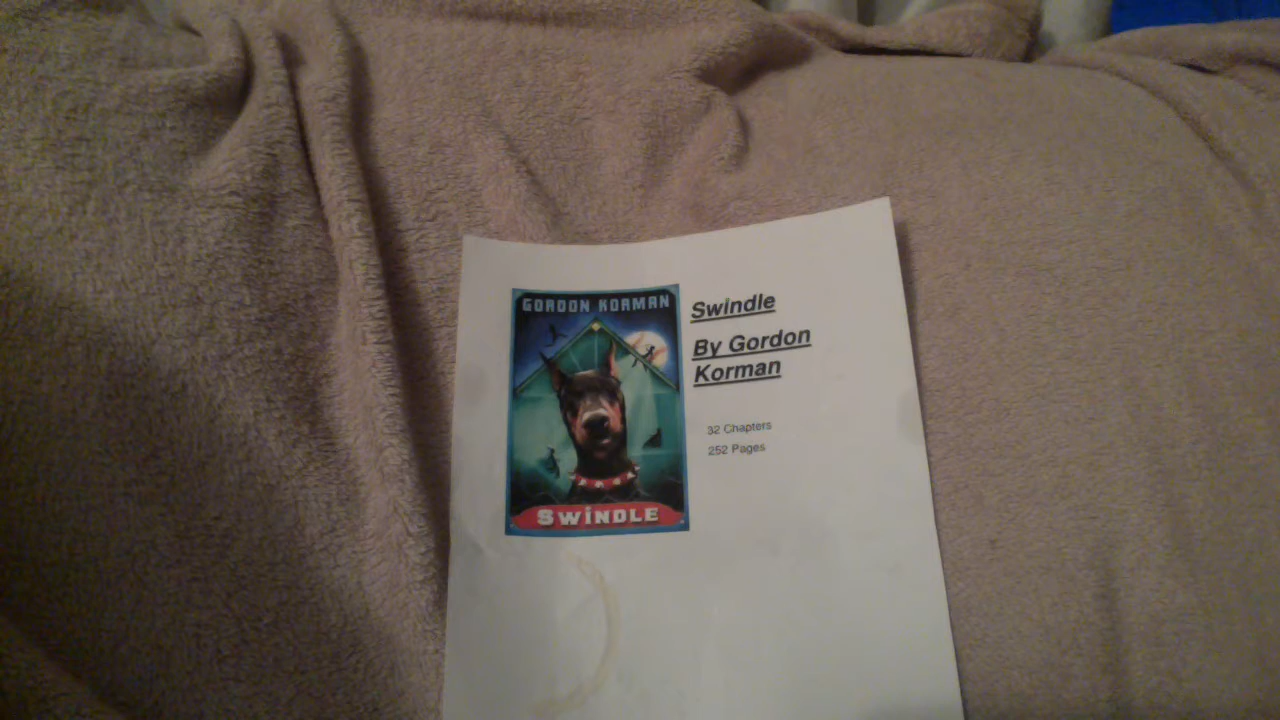 GORDON KORMAN
SWiNDLE
Swindle
By Gordon
Korman
32 Chapters
252 Pages